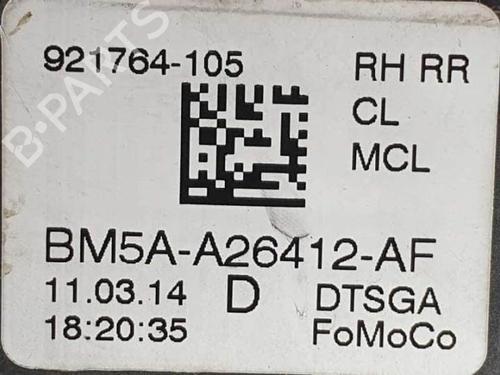 921764-105 RH RR
CL
MCL
BM5A-A26412-AF
11.03.14 D DTSGA
18:20:35 FoMoCo
B-PARTS